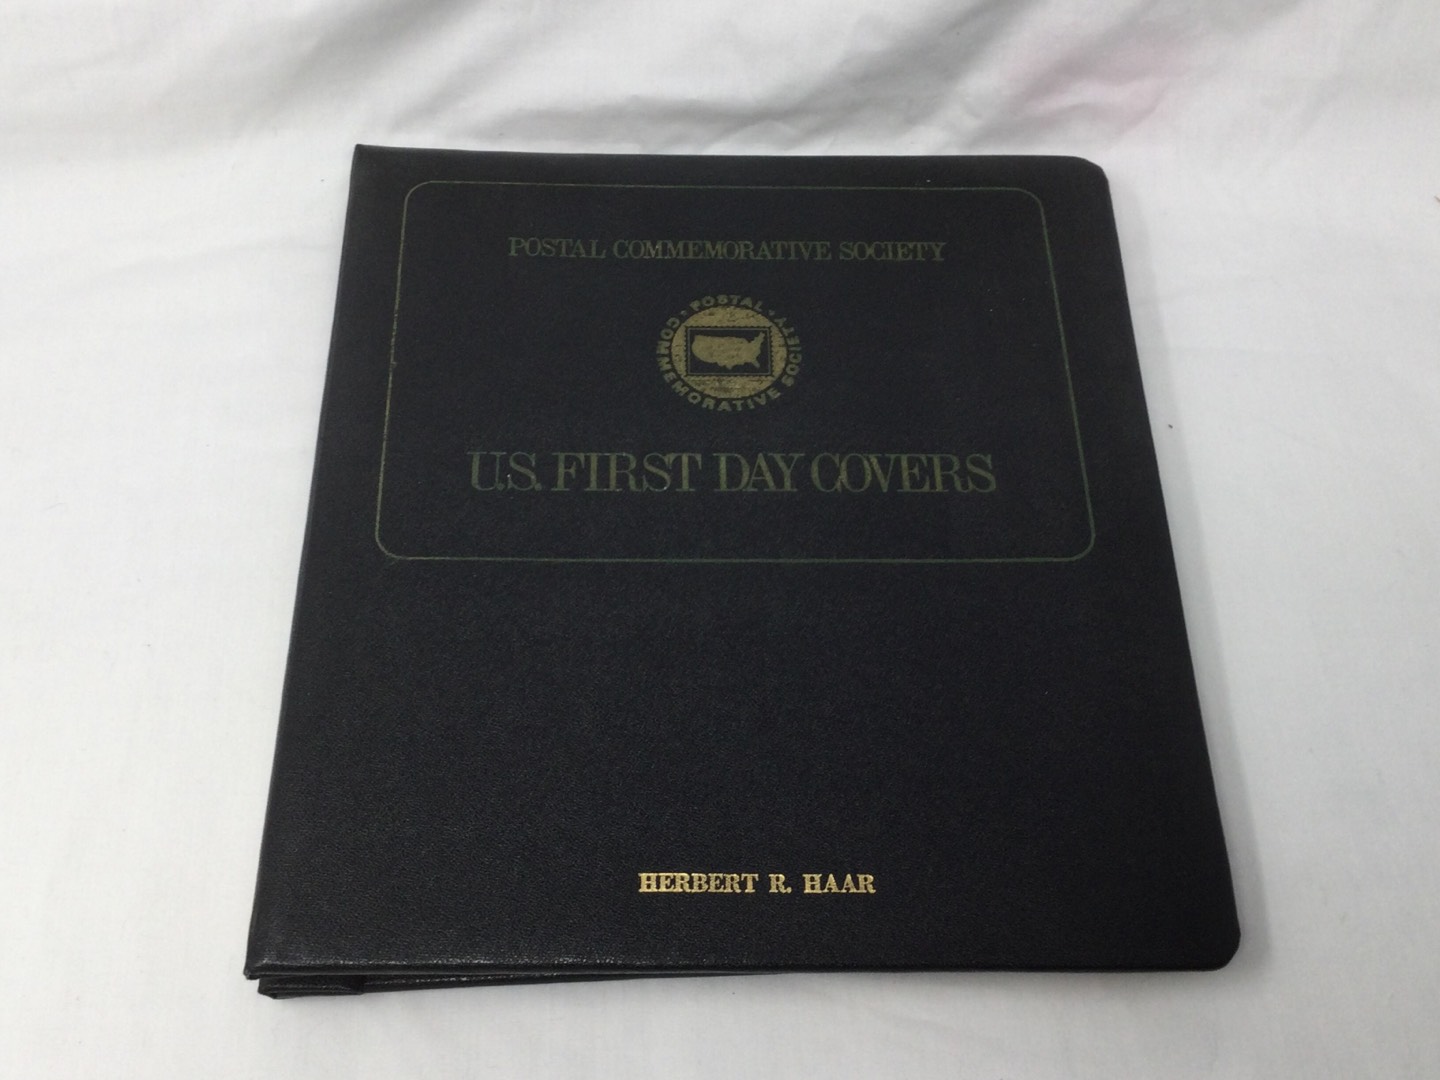 POSTAL COMMEMORATIVE SOCIETY
• POSTAL • COMMEMORATIVE SOCIETY
U.S. FIRST DAY COVERS
HERBERT R. HAAR